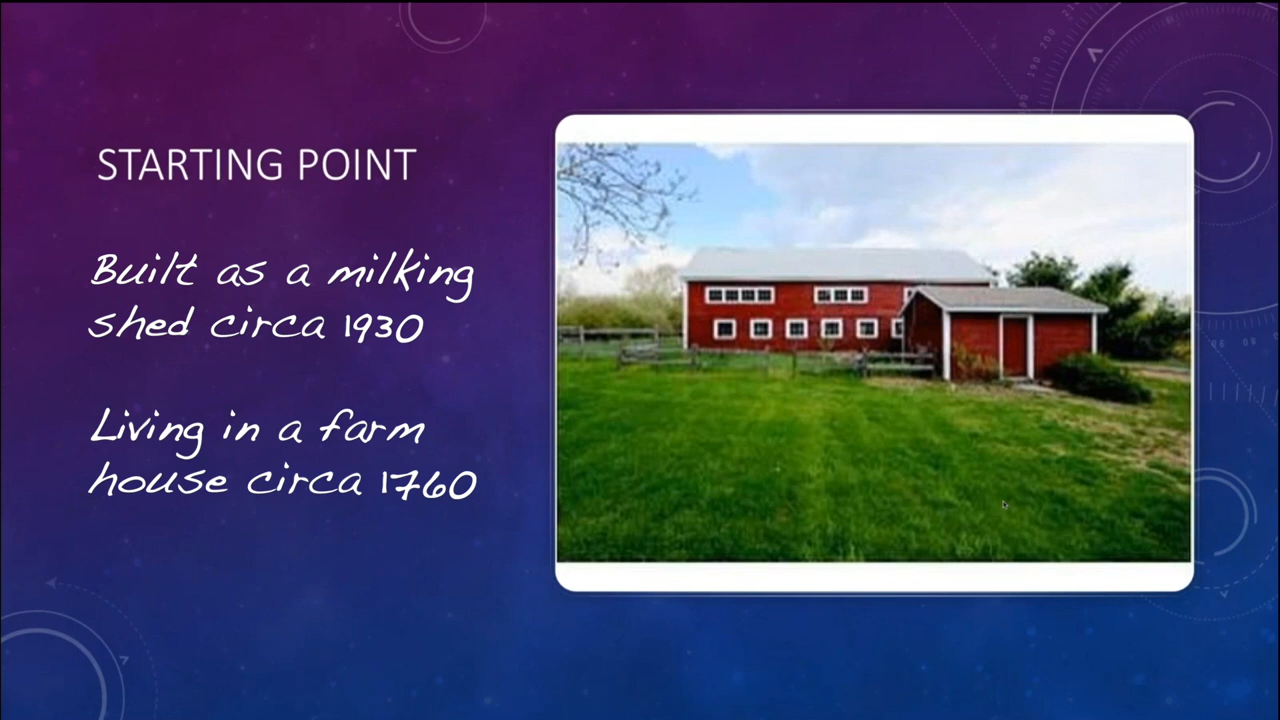 STARTING POINT
Built as a milking
shed circa 1930
Living in a farm
house circa 1760